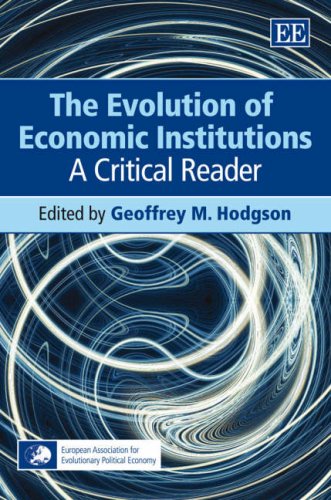 EE
The Evolution of
Economic Institutions
A Critical Reader
Edited by Geoffrey M. Hodgson
European Association for
Evolutionary Political Economy